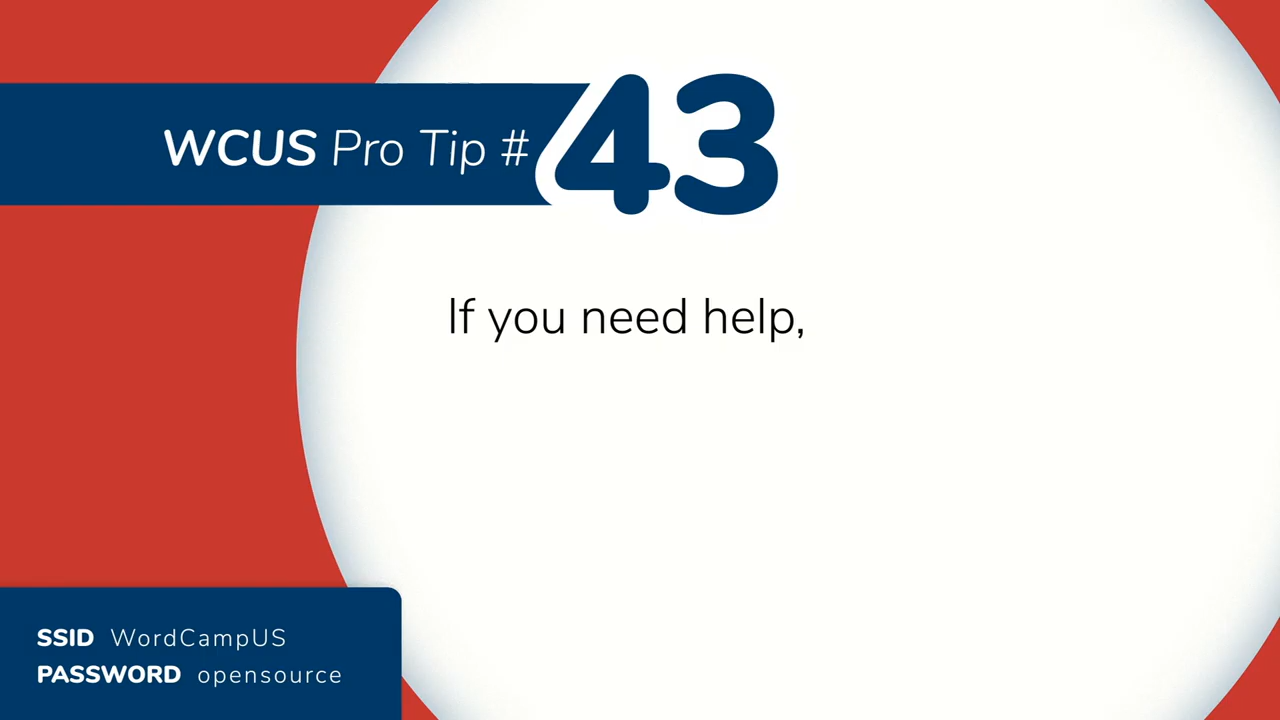 WCUS Pro Tip #43
If you need help,
SSID WordCampUS
PASSWORD opensource